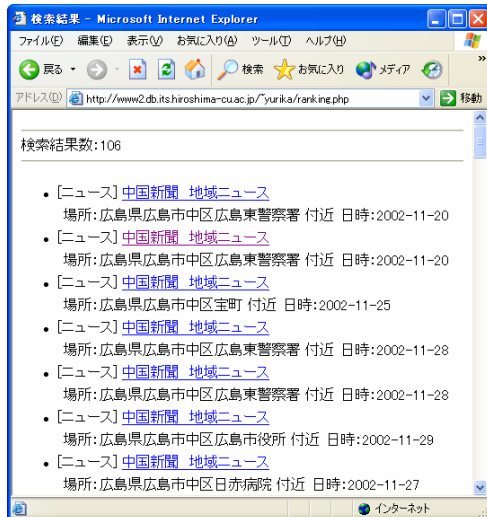 検索結果 - Microsoft Internet Explorer
ファイル(F) 編集(E) 表示(V) お気に入り(A) ツール(T) ヘルプ(H)
戻る 検索 お気に入り メディア »
アドレス(D) http://www2.db.its.hiroshima-cu.ac.jp/~yurika/ranking.php 移動
検索結果数:106
• [ニュース] 中国新聞 地域ニュース
場所:広島県広島市中区広島東警察署 付近 日時:2002-11-20
• [ニュース] 中国新聞 地域ニュース
場所:広島県広島市中区広島東警察署 付近 日時:2002-11-20
• [ニュース] 中国新聞 地域ニュース
場所:広島県広島市中区宝町 付近 日時:2002-11-25
• [ニュース] 中国新聞 地域ニュース
場所:広島県広島市中区広島東警察署 付近 日時:2002-11-28
• [ニュース] 中国新聞 地域ニュース
場所:広島県広島市中区広島東警察署 付近 日時:2002-11-28
• [ニュース] 中国新聞 地域ニュース
場所:広島県広島市中区広島市役所 付近 日時:2002-11-29
• [ニュース] 中国新聞 地域ニュース
場所:広島県広島市中区日赤病院 付近 日時:2002-11-27
インターネット